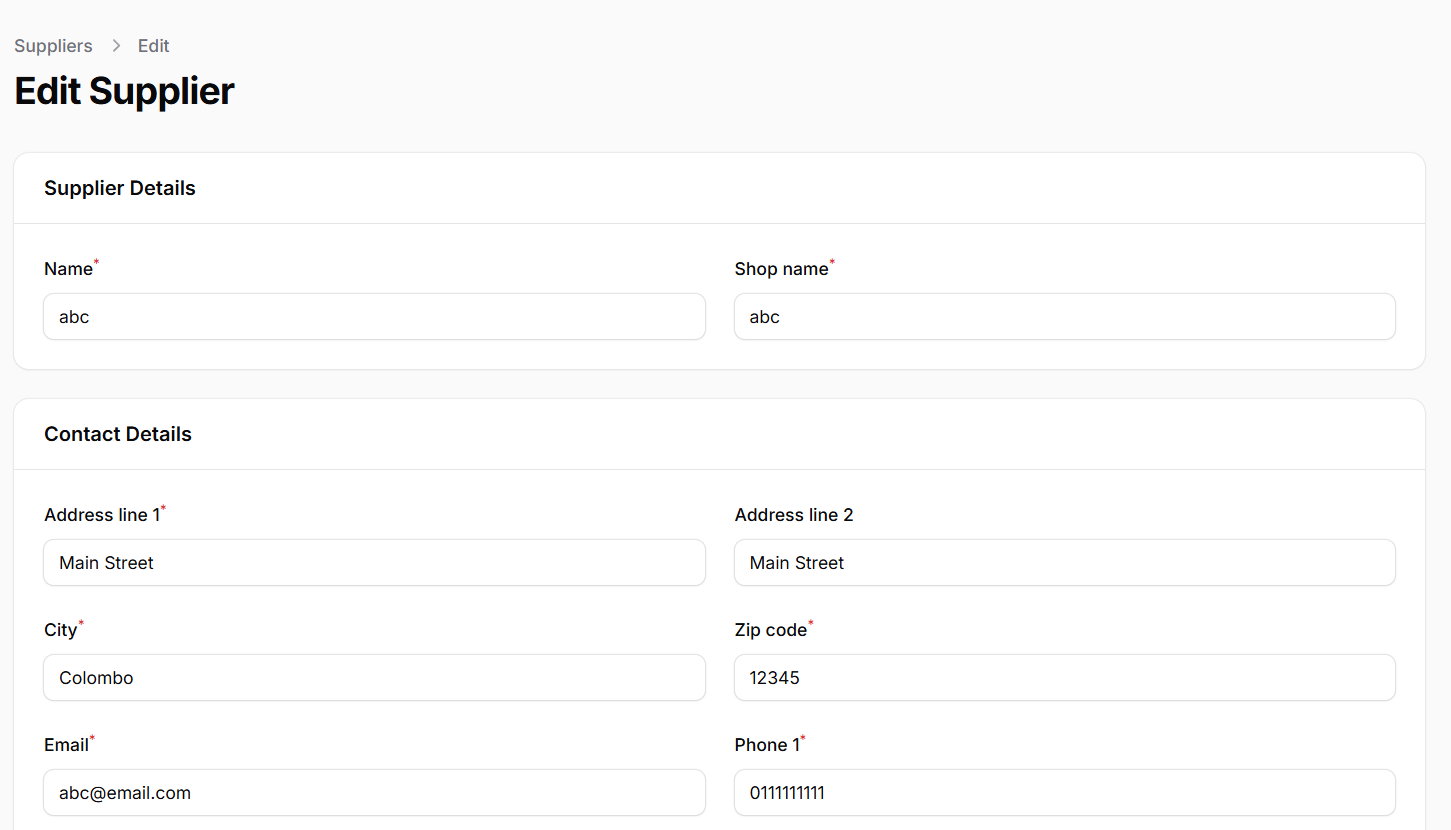 Suppliers > Edit
Edit Supplier
Supplier Details
Name* Shop name*
abc abc
Contact Details
Address line 1* Address line 2
Main Street Main Street
City* Zip code*
Colombo 12345
Email* Phone 1*
abc@email.com 0111111111